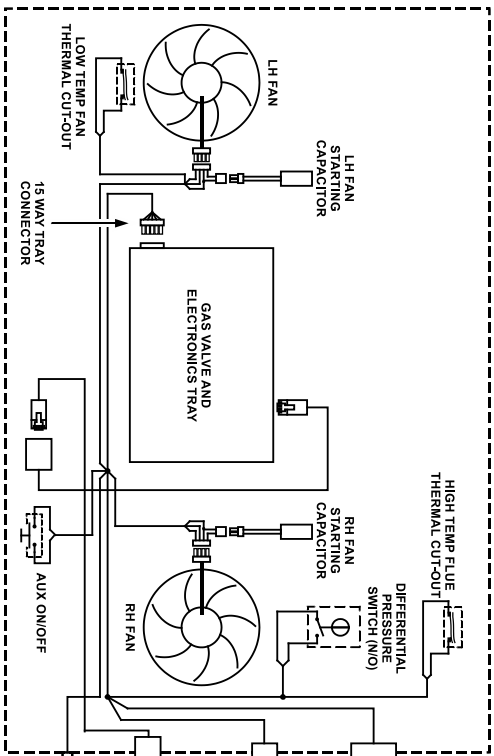 LOW TEMP FAN
THERMAL CUT-OUT
LH FAN
LH FAN
STARTING
CAPACITOR
15 WAY TRAY
CONNECTOR
GAS VALVE AND
ELECTRONICS TRAY
HIGH TEMP FLUE
THERMAL CUT-OUT
RH FAN
STARTING
CAPACITOR
DIFFERENTIAL
PRESSURE
SWITCH (N/O)
RH FAN
AUX ON/OFF